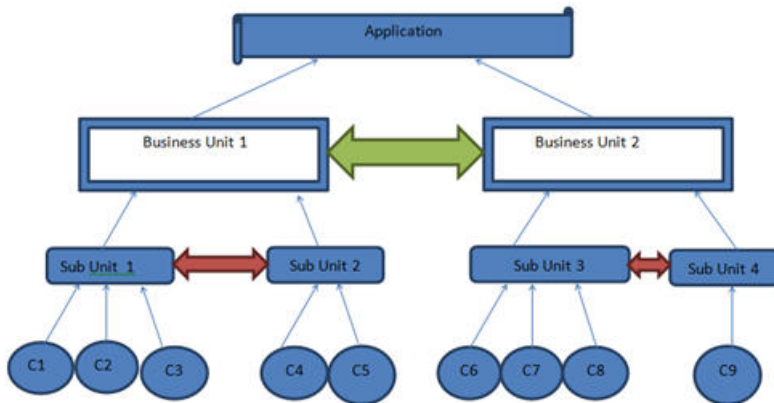 Application
Business Unit 1
Business Unit 2
Sub Unit 1
Sub Unit 2
Sub Unit 3
Sub Unit 4
C1
C2
C3
C4
C5
C6
C7
C8
C9